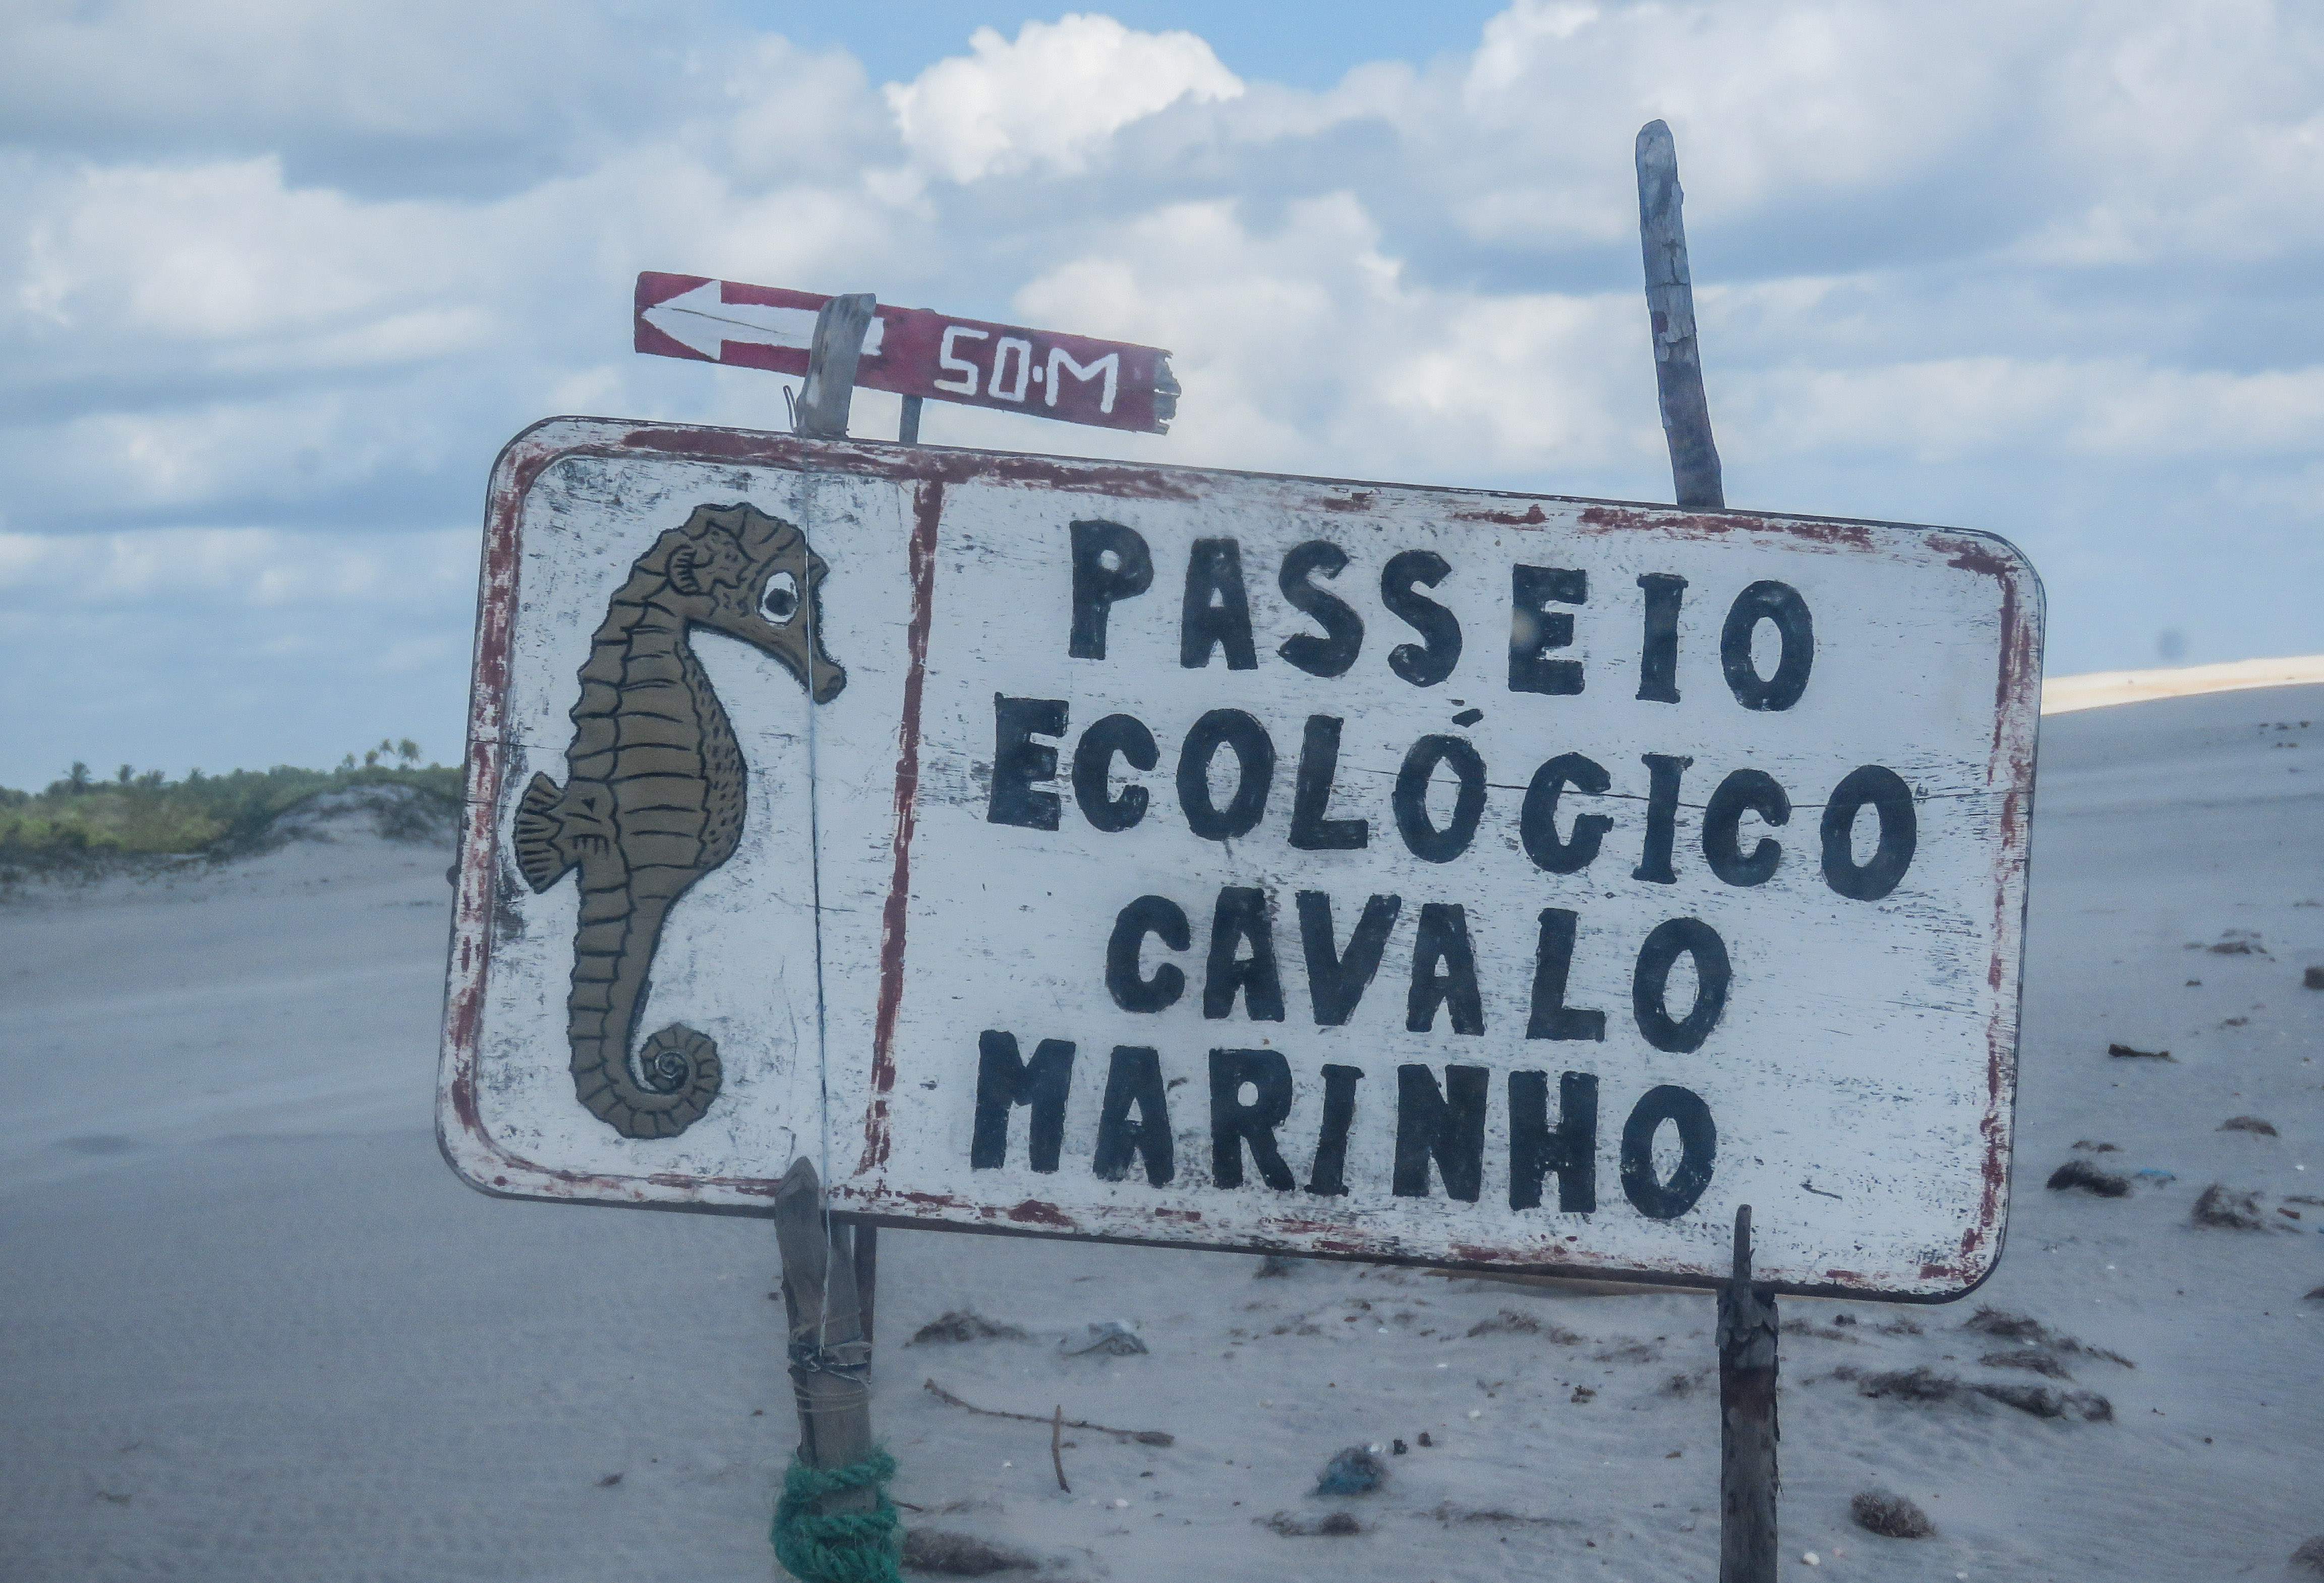 50·M
PASSEIO
ECOLÓGICO
CAVALO
MARINHO